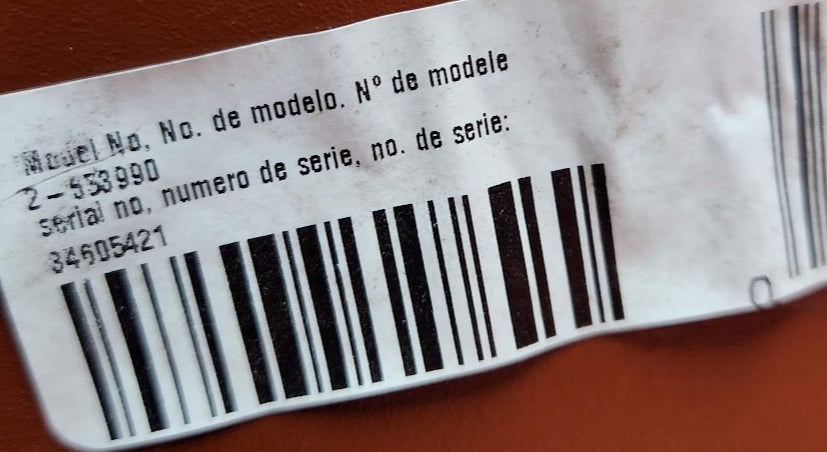 Model No, No. de modelo. N° de modele
2-553990
serial no, numero de serie, no. de serie:
34605421